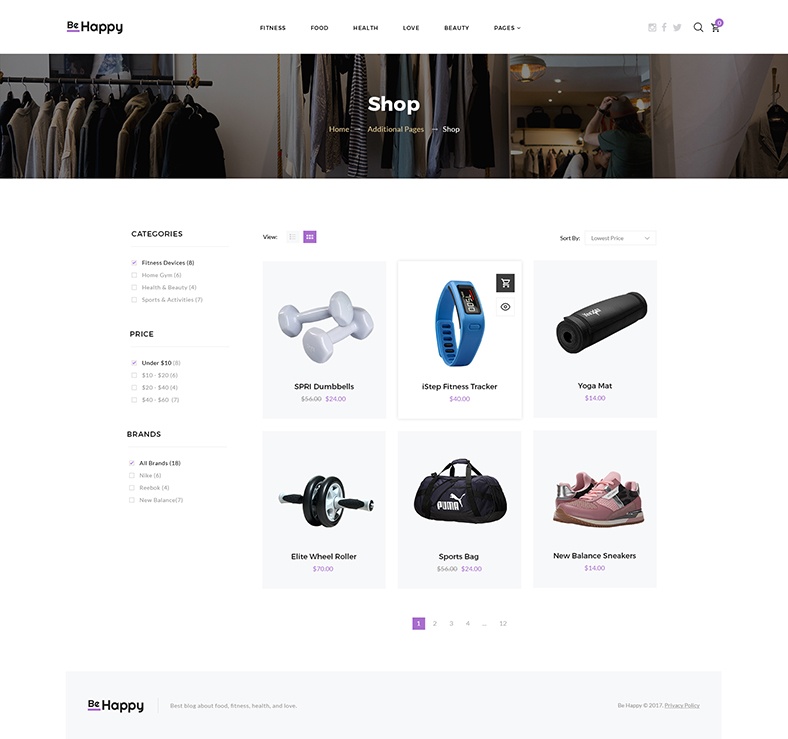 Be Happy
FITNESS FOOD HEALTH LOVE BEAUTY PAGES
0
Shop
Home → Additional Pages → Shop
CATEGORIES
Fitness Devices (8)
Home Gym (6)
Health & Beauty (4)
Sports & Activities (7)
PRICE
Under $10 (8)
$10 - $20 (6)
$20 - $40 (4)
$40 - $60 (7)
BRANDS
All Brands (18)
Nike (6)
Reebok (4)
New Balance(7)
View:
Sort By: Lowest Price
SPRI Dumbbells
$56.00 $24.00
iStep Fitness Tracker
$40.00
Yoga Mat
$14.00
Elite Wheel Roller
$70.00
PUMA
Sports Bag
$56.00 $24.00
New Balance Sneakers
$14.00
1 2 3 4 ... 12
Be Happy
Best blog about food, fitness, health, and love.
Be Happy © 2017. Privacy Policy